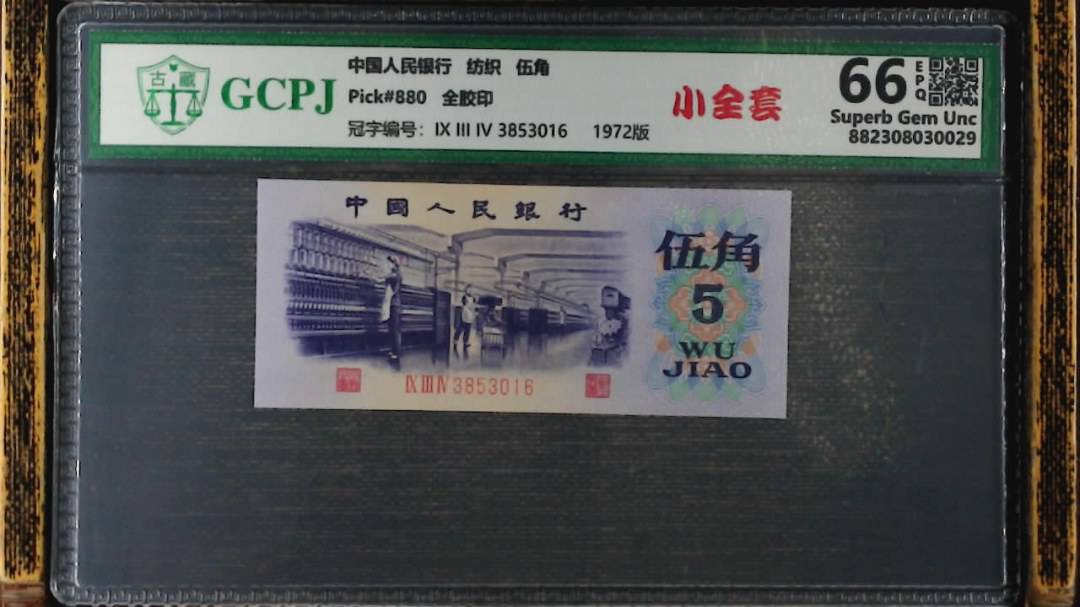 古藏
GCPJ
中国人民银行 纺织 伍角
Pick#880 全胶印
冠字编号: IX III IV 3853016 1972版
小全套
66 EPQ
Superb Gem Unc
882308030029
中國人民銀行
伍角
5
WU
JIAO
IX III IV 3853016